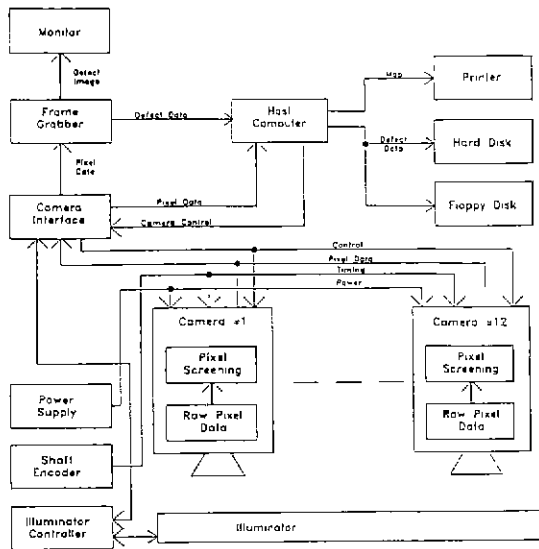 Monitor
Defect
Image
Map
Printer
Frame
Grabber
Defect Data
Host
Computer
Defect
Data
Hard Disk
Pixel
Data
Camera
Interface
Pixel Data
Camera Control
Floppy Disk
Control
Pixel Data
Timing
Power
Camera #1
Camera #12
Pixel
Screening
Pixel
Screening
Power
Supply
Raw Pixel
Data
Raw Pixel
Data
Shaft
Encoder
Illuminator
Controller
Illuminator